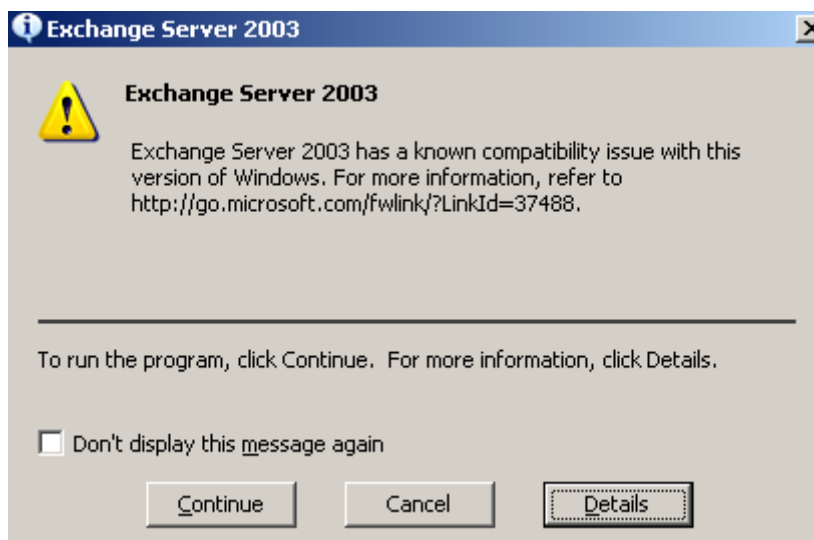 Exchange Server 2003
Exchange Server 2003
Exchange Server 2003 has a known compatibility issue with this
version of Windows. For more information, refer to
http://go.microsoft.com/fwlink/?LinkId=37488.
To run the program, click Continue.  For more information, click Details.
Don't display this message again
Continue Cancel Details